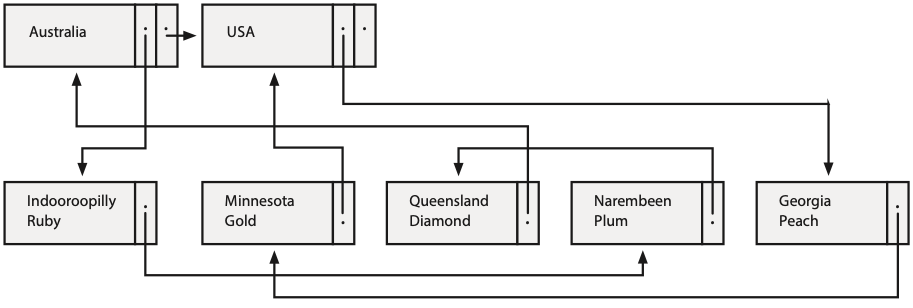 Australia
USA
Indooroopilly
Ruby
Minnesota
Gold
Queensland
Diamond
Narembeen
Plum
Georgia
Peach